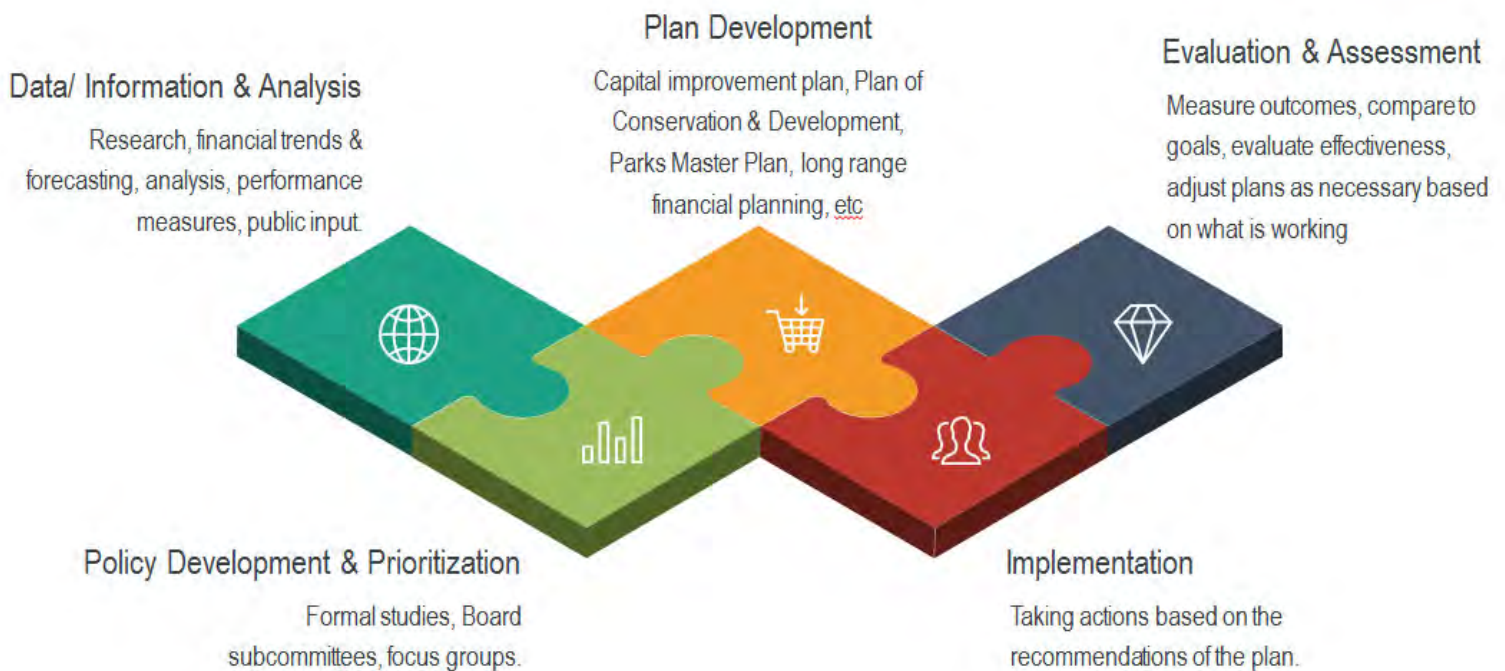 Data/ Information & Analysis
Research, financial trends &
forecasting, analysis, performance
measures, public input.
Policy Development & Prioritization
Formal studies, Board
subcommittees, focus groups.
Plan Development
Capital improvement plan, Plan of
Conservation & Development,
Parks Master Plan, long range
financial planning, etc
Implementation
Taking actions based on the
recommendations of the plan.
Evaluation & Assessment
Measure outcomes, compare to
goals, evaluate effectiveness,
adjust plans as necessary based
on what is working